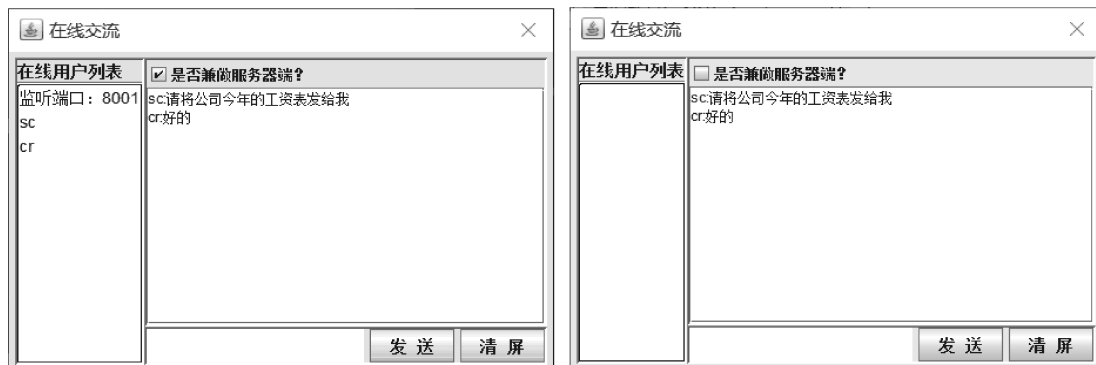 在线交流
在线用户列表
是否兼做服务器端?
监听端口：8001
sc
cr
sc:请将公司今年的工资表发给我
cr:好的
发 送
清 屏
在线交流
在线用户列表
是否兼做服务器端?
sc:请将公司今年的工资表发给我
cr:好的
发 送
清 屏